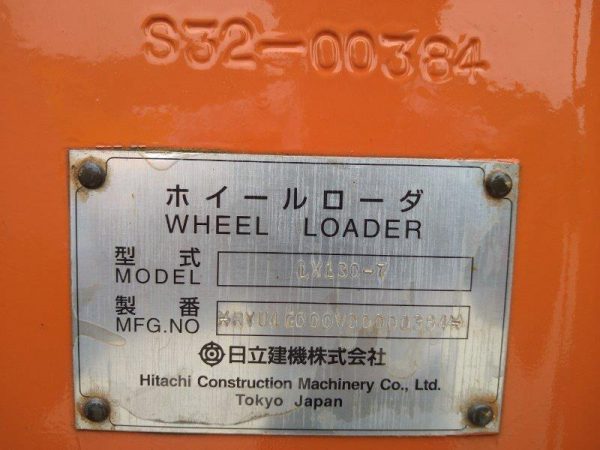 S32-00384
ホイールローダ
WHEEL LOADER
型式 LX130-7
MODEL
製番
MFG.NO
日立建機株式会社
Hitachi Construction Machinery Co., Ltd.
Tokyo Japan